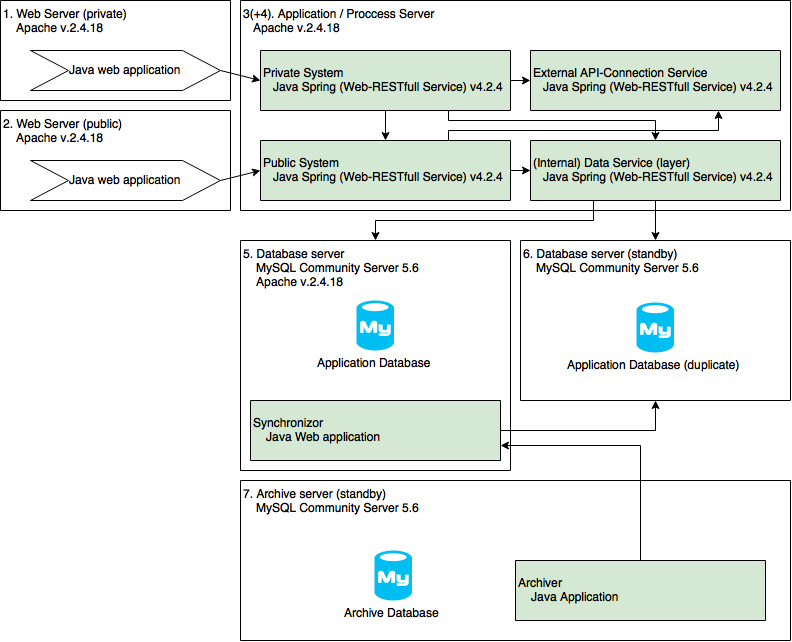 1. Web Server (private)
Apache v.2.4.18
Java web application
2. Web Server (public)
Apache v.2.4.18
Java web application
3(+4). Application / Proccess Server
Private System
Java Spring (Web-RESTfull Service) v4.2.4
External API-Connection Service
Java Spring (Web-RESTfull Service) v4.2.4
Public System
Java Spring (Web-RESTfull Service) v4.2.4
(Internal) Data Service (layer)
Java Spring (Web-RESTfull Service) v4.2.4
5. Database server
MySQL Community Server 5.6
Apache v.2.4.18
My
Application Database
Synchronizor
Java Web application
6. Database server (standby)
MySQL Community Server 5.6
My
Application Database (duplicate)
7. Archive server (standby)
MySQL Community Server 5.6
My
Archive Database
Archiver
Java Application